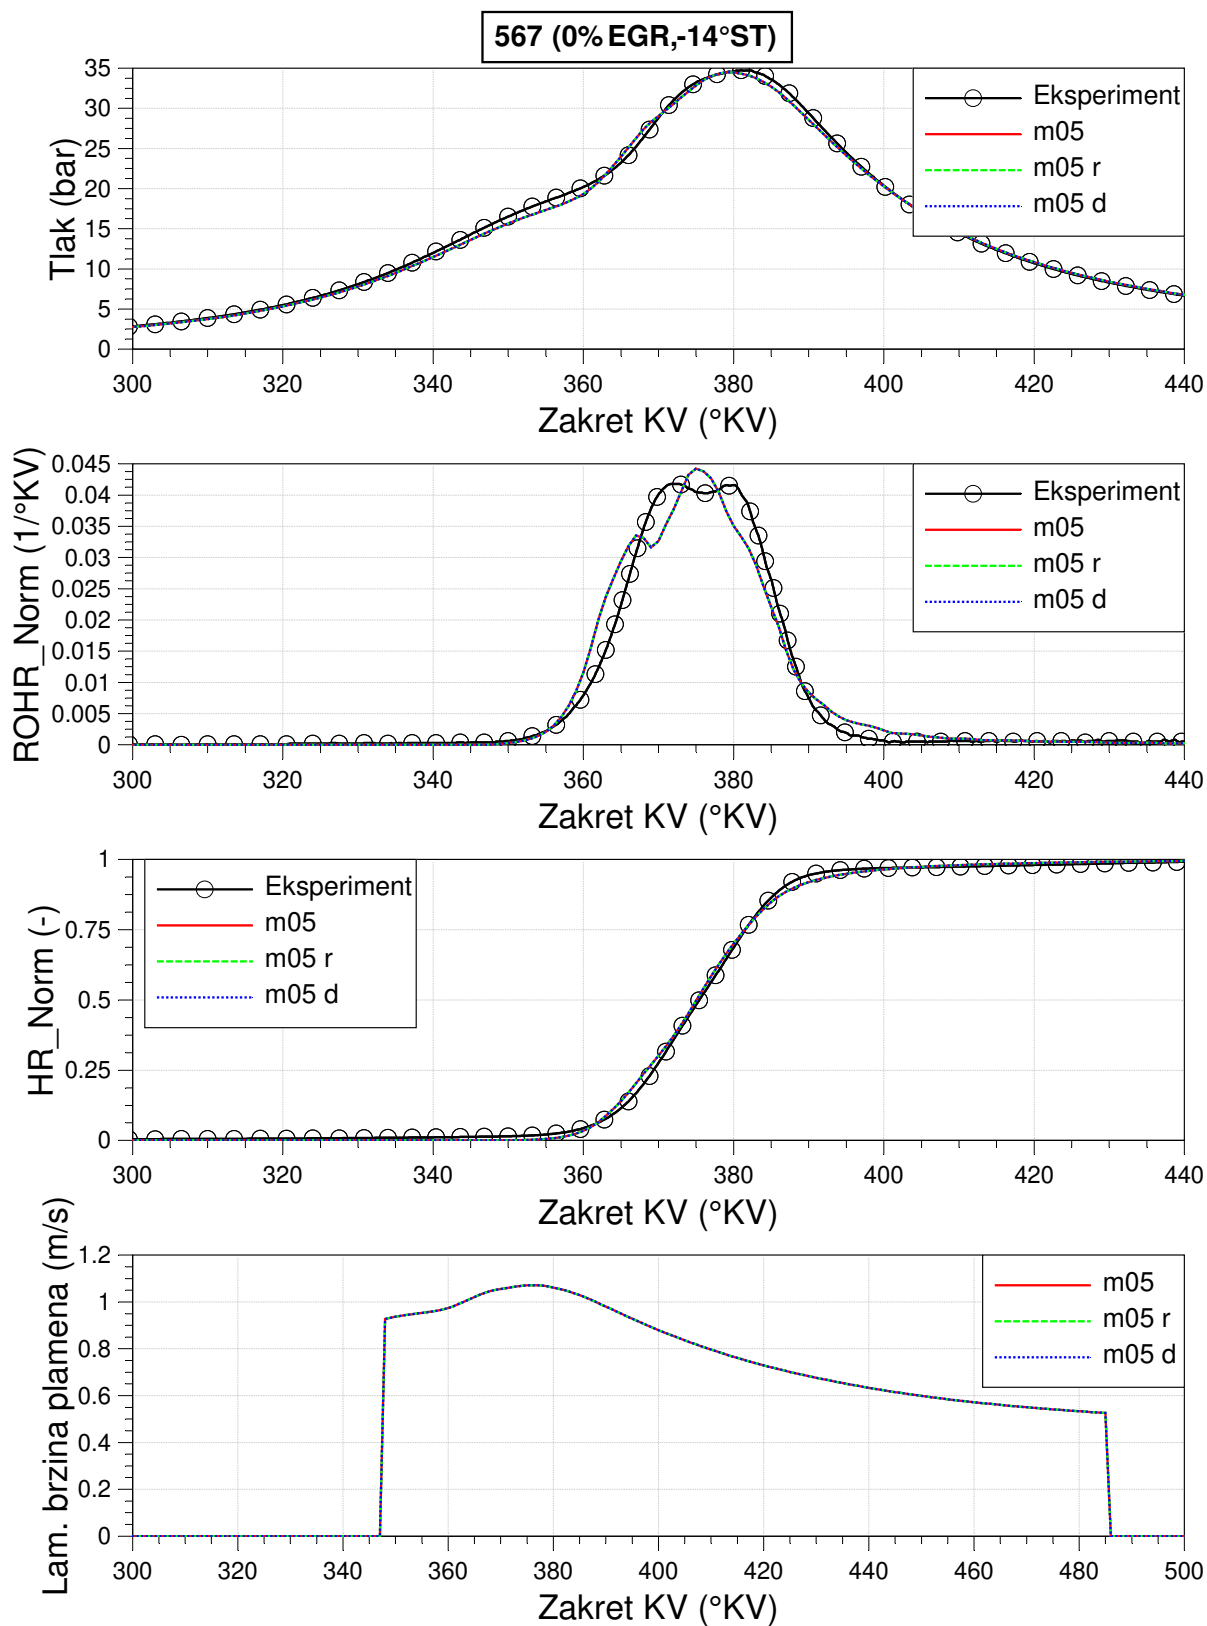 567 (0% EGR,-14°ST)
Tlak (bar)
35
30
25
20
15
10
5
0
Eksperiment
m05
m05 r
m05 d
300
320
340
360
380
400
420
440
Zakret KV (°KV)
ROHR_Norm (1/°KV)
0.045
0.04
0.035
0.03
0.025
0.02
0.015
0.01
0.005
0
Eksperiment
m05
m05 r
m05 d
300
320
340
360
380
400
420
440
Zakret KV (°KV)
HR_Norm (-)
1
0.75
0.5
0.25
0
Eksperiment
m05
m05 r
m05 d
300
320
340
360
380
400
420
440
Zakret KV (°KV)
Lam. brzina plamena (m/s)
1.2
1
0.8
0.6
0.4
0.2
0
m05
m05 r
m05 d
300
320
340
360
380
400
420
440
460
480
500
Zakret KV (°KV)